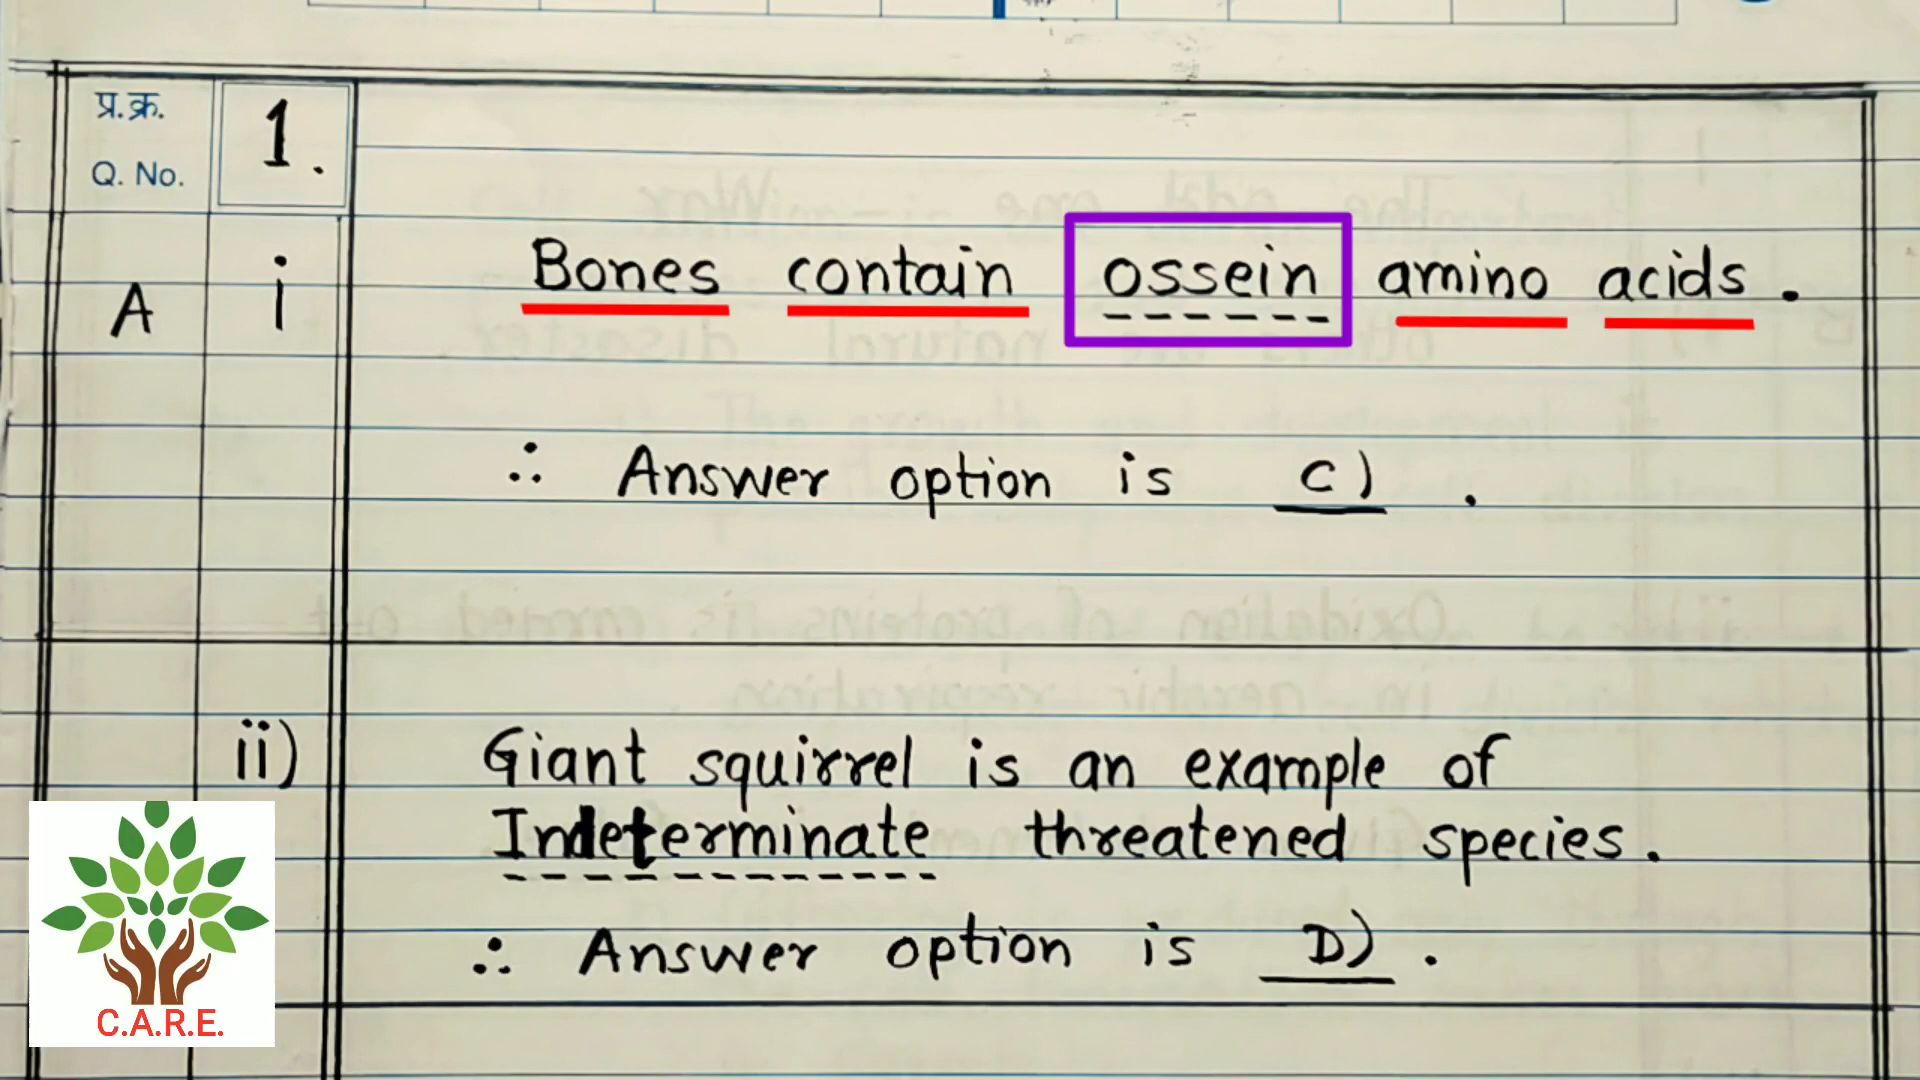 प्र.क्र.
Q. No.
1.
A i Bones contain ossein amino acids.
∴ Answer option is C).
ii) Giant squirrel is an example of
Indeterminate threatened species.
∴ Answer option is D).
C.A.R.E.